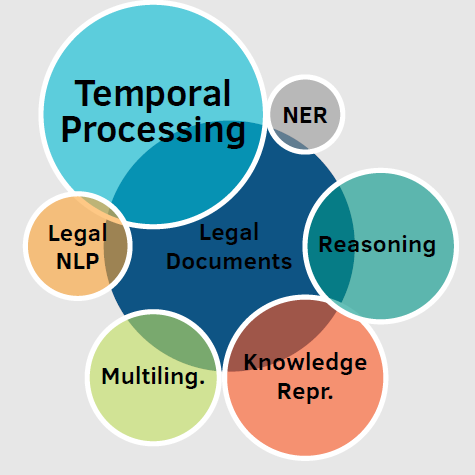 Temporal
Processing
NER
Legal
Documents
Legal
NLP
Reasoning
Multiling.
Knowledge
Repr.